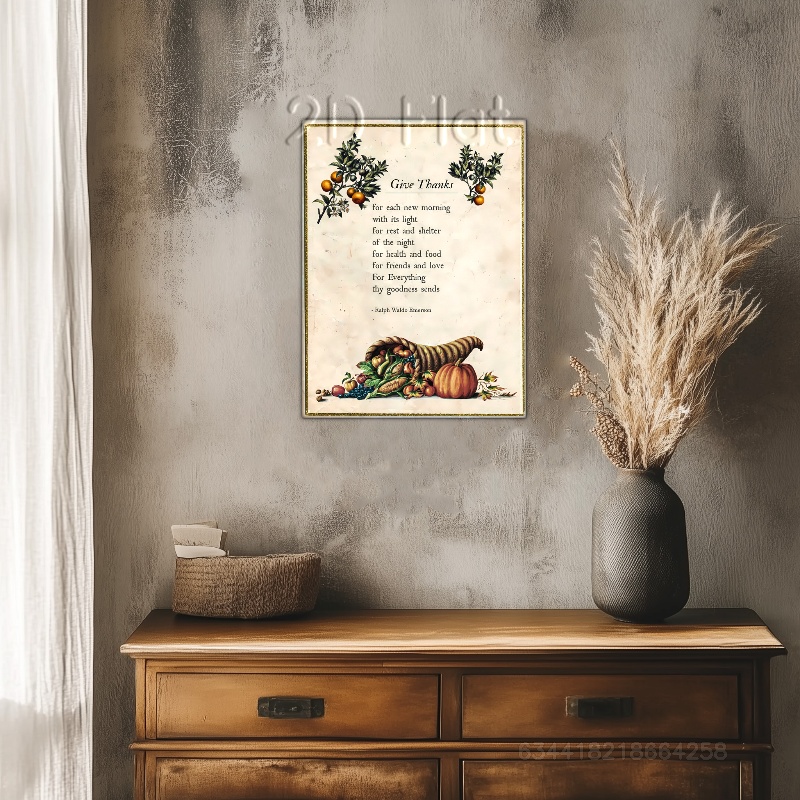 2D Flat
Give Thanks
For each new morning
with its light
For rest and shelter
of the night
For health and food
For friends and love
For Everything
thy goodness sends
- Ralph Waldo Emerson
634418218664258